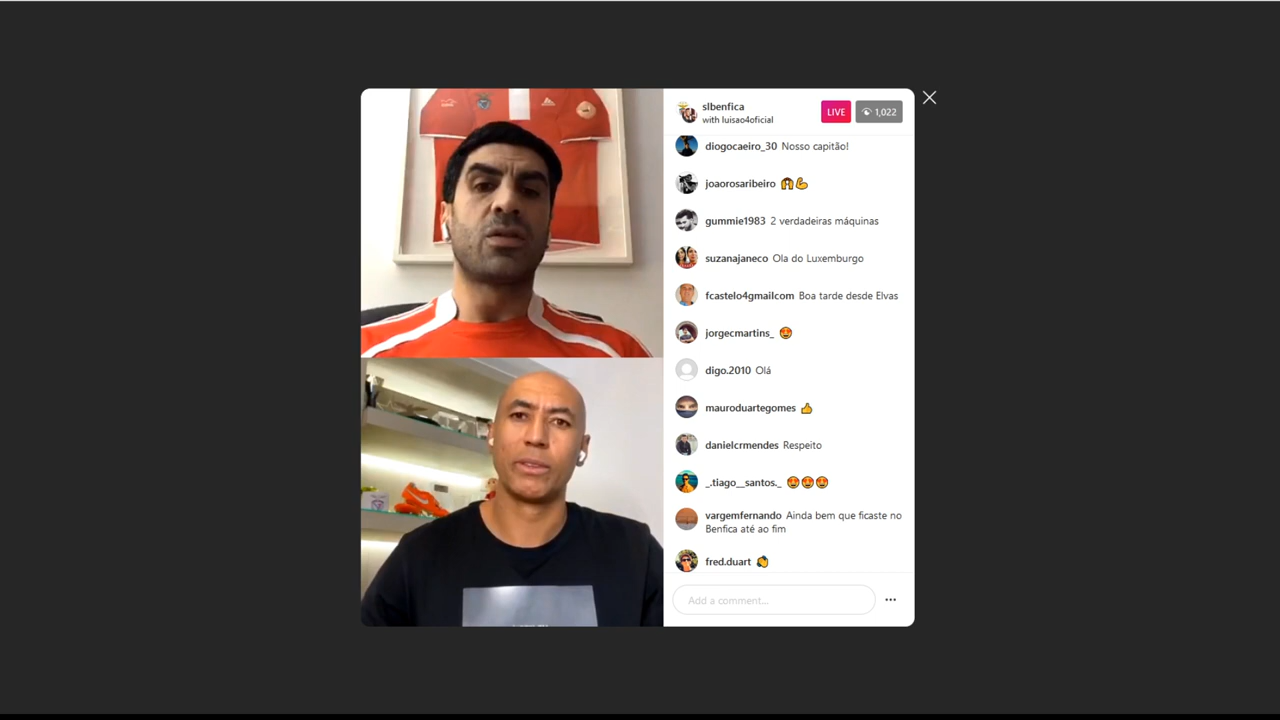 slbenfica
with luisao4oficial
LIVE
1,022
diogocaeiro_30 Nosso capitão!
joaorosaribeiro
gummie1983 2 verdadeiras máquinas
suzanajaneco Ola do Luxemburgo
fcastelo4gmailcom Boa tarde desde Elvas
jorgecmartins_
digo.2010 Olá
mauroduartegomes
danielcrmendes Respeito
_.tiago__santos._
vargemfernando Ainda bem que ficaste no
Benfica até ao fim
fred.duart
Add a comment...